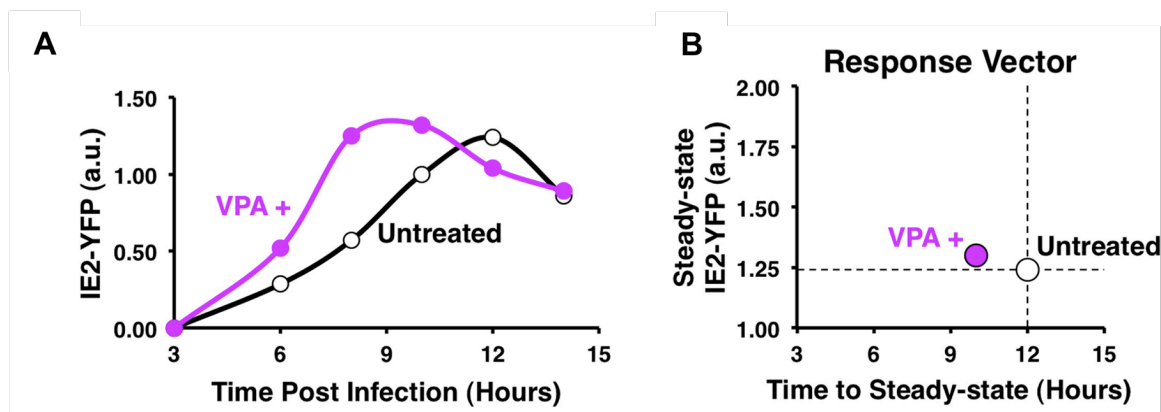 A
IE2-YFP (a.u.)
1.50
1.00
0.50
0.00
VPA +
Untreated
3 6 9 12 15
Time Post Infection (Hours)
B
Response Vector
Steady-state
IE2-YFP (a.u.)
2.00
1.75
1.50
1.25
1.00
VPA +
Untreated
3 6 9 12 15
Time to Steady-state (Hours)